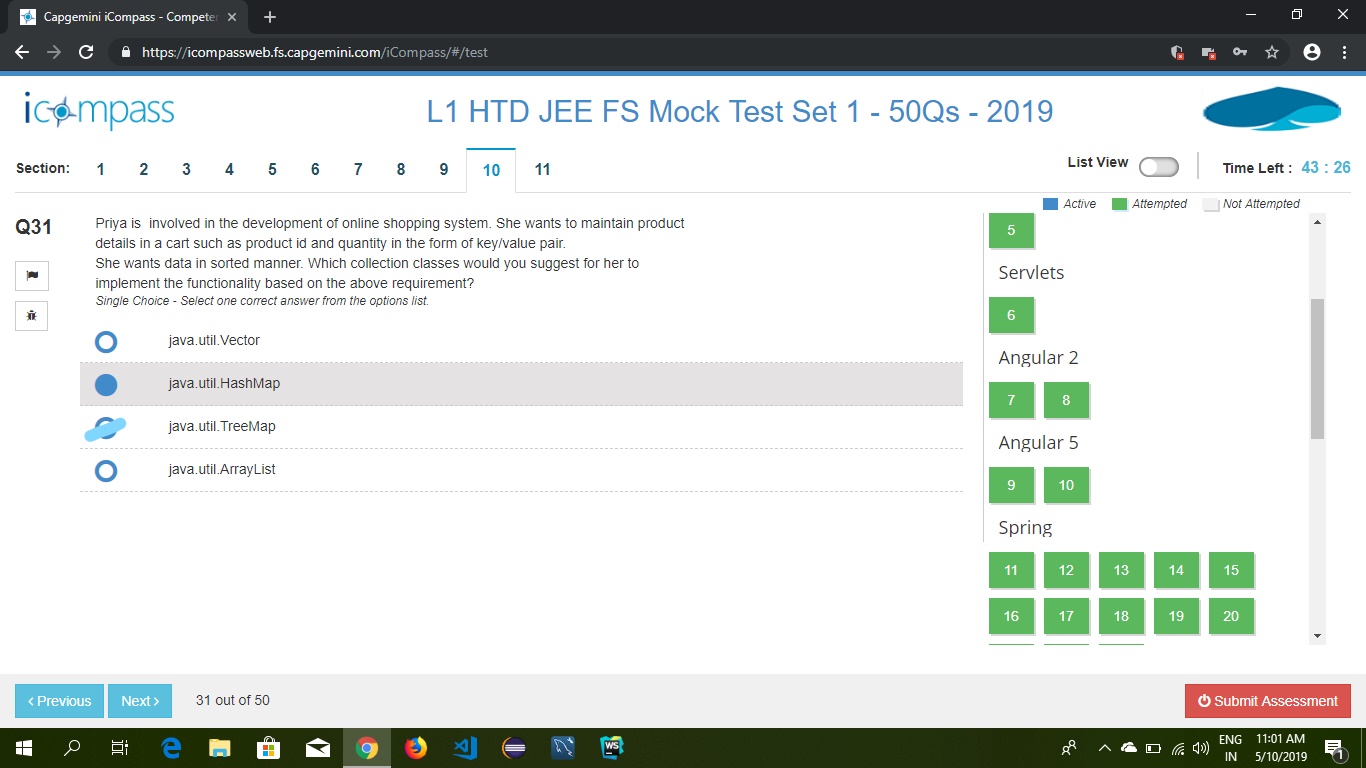 Capgemini iCompass - Competen
https://icompassweb.fs.capgemini.com/iCompass/#/test
icompass
L1 HTD JEE FS Mock Test Set 1 - 50Qs - 2019
Section: 1 2 3 4 5 6 7 8 9 10 11
List View
Time Left : 43 : 26
Active Attempted Not Attempted
Q31
Priya is involved in the development of online shopping system. She wants to maintain product
details in a cart such as product id and quantity in the form of key/value pair.
She wants data in sorted manner. Which collection classes would you suggest for her to
implement the functionality based on the above requirement?
Single Choice - Select one correct answer from the options list.
java.util.Vector
java.util.HashMap
java.util.TreeMap
java.util.ArrayList
5
Servlets
6
Angular 2
7 8
Angular 5
9 10
Spring
11 12 13 14 15
16 17 18 19 20
Previous Next 31 out of 50
Submit Assessment
WS
ENG
IN
11:01 AM
5/10/2019
1